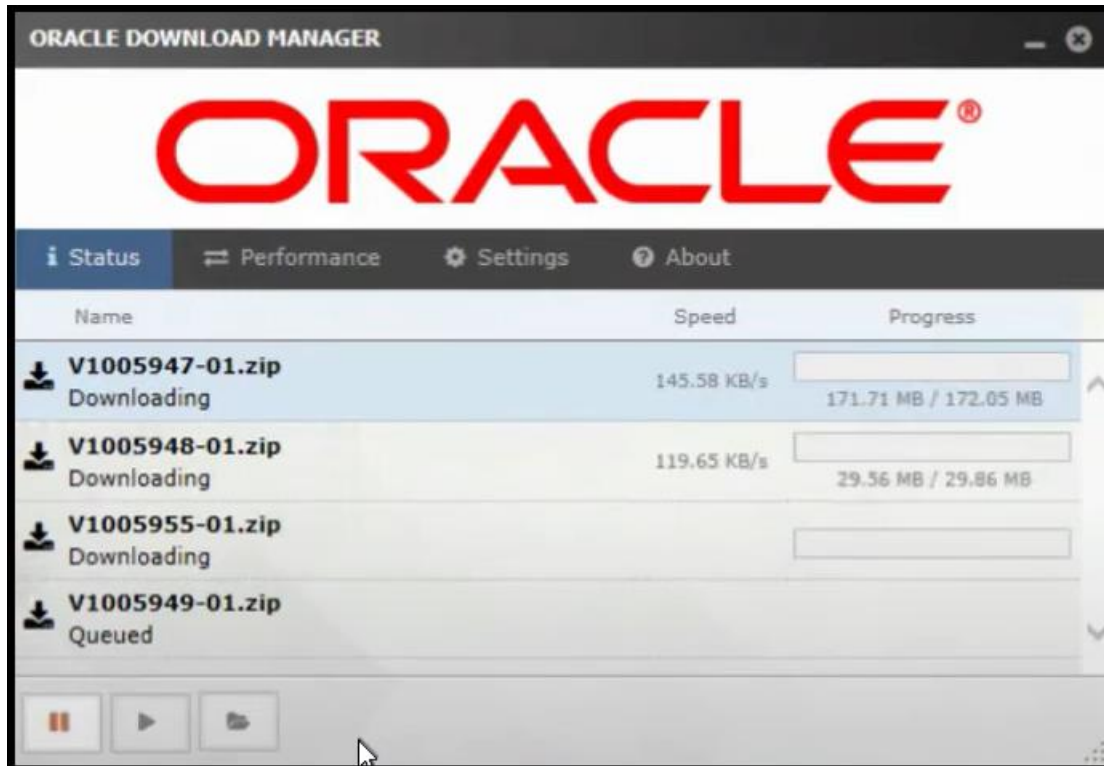 ORACLE DOWNLOAD MANAGER
ORACLE®
Status Performance Settings About
Name Speed Progress
V1005947-01.zip
Downloading
145.58 KB/s
171.71 MB / 172.05 MB
V1005948-01.zip
Downloading
119.65 KB/s
29.56 MB / 29.86 MB
V1005955-01.zip
Downloading
V1005949-01.zip
Queued